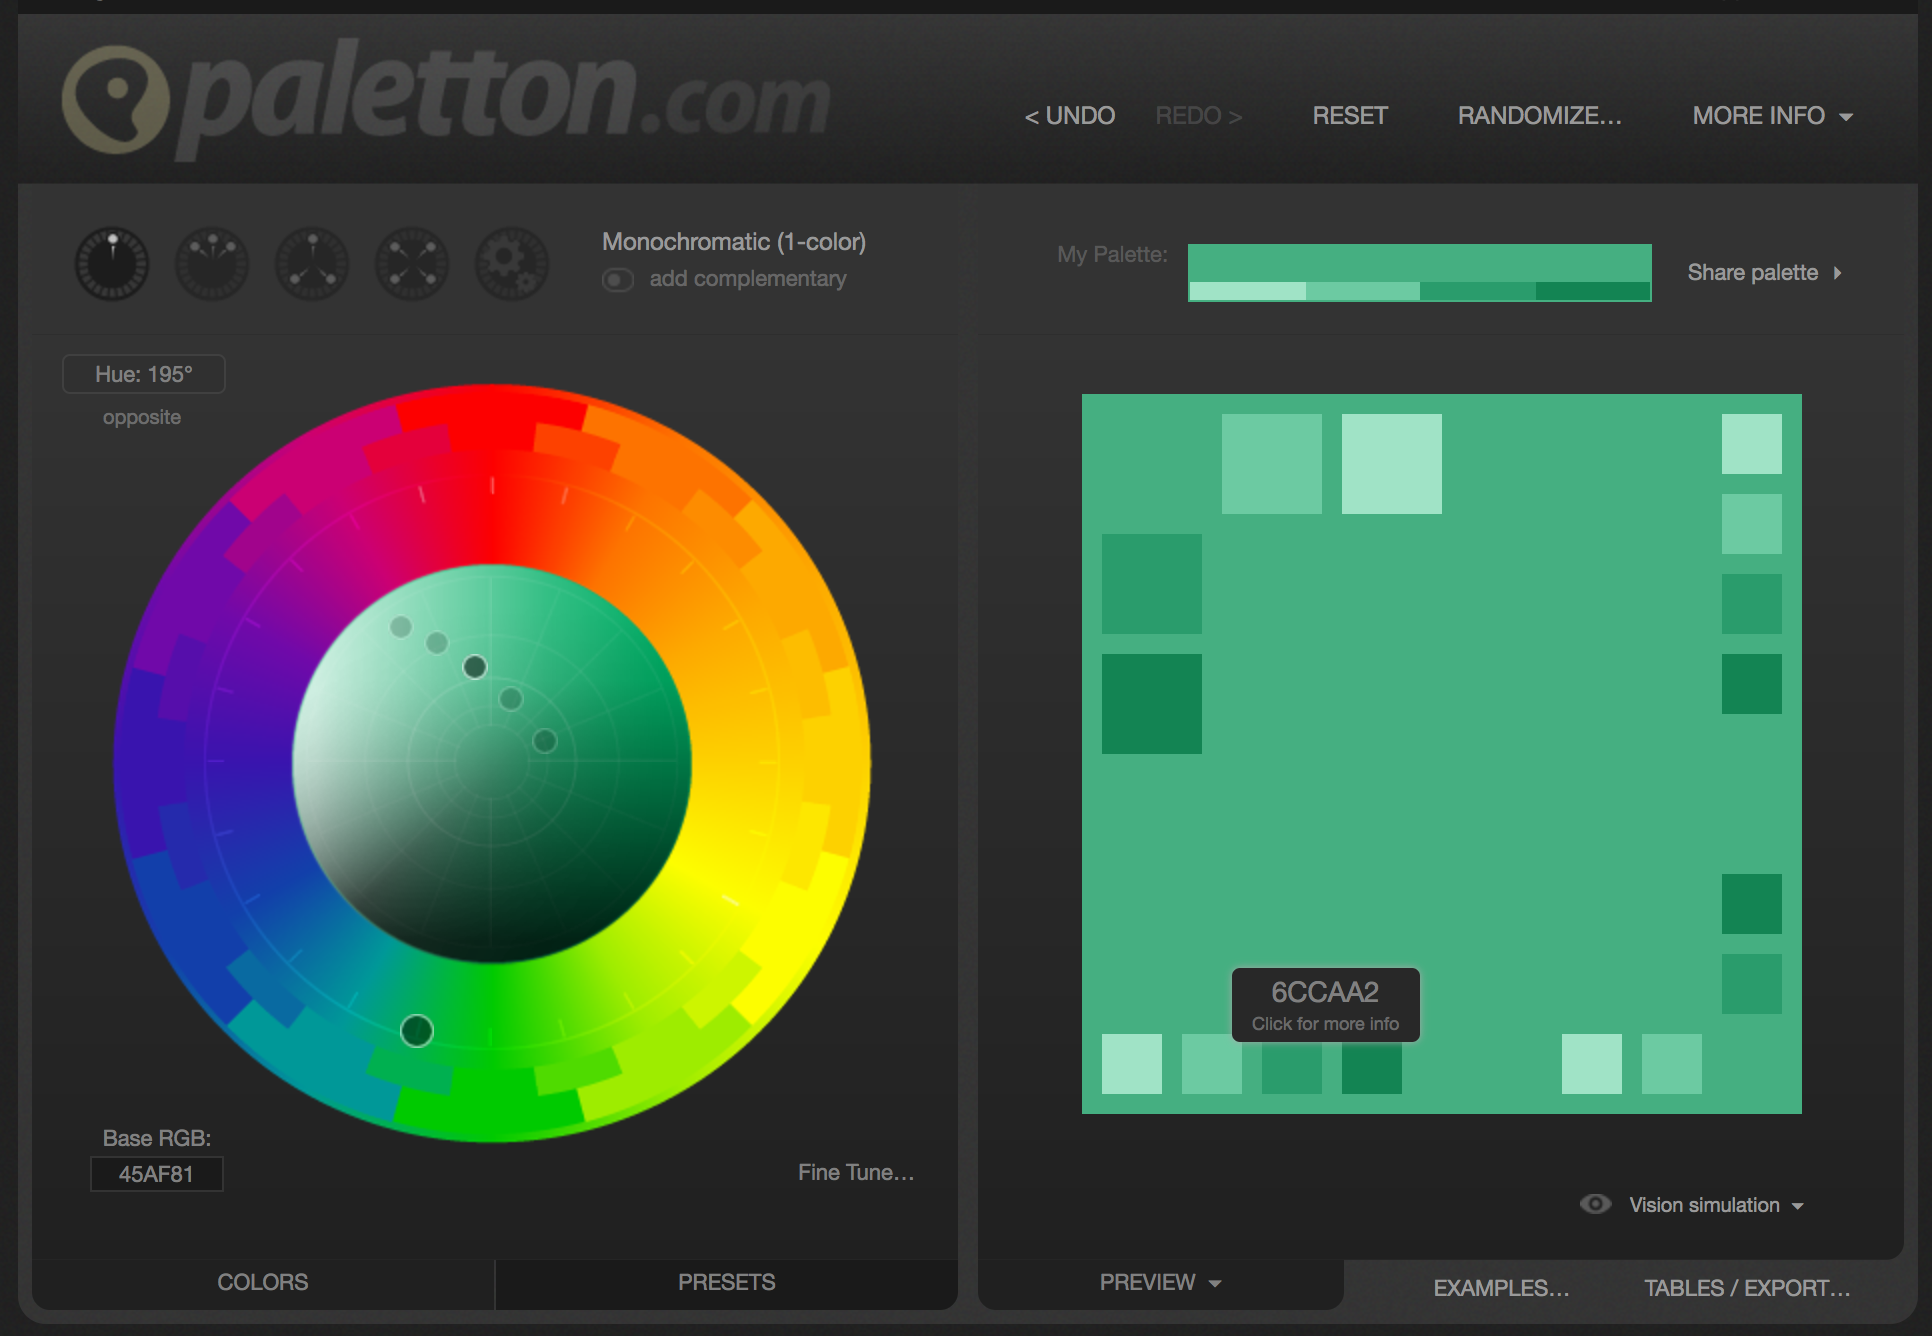 paletton.com
< UNDO REDO > RESET RANDOMIZE... MORE INFO
Monochromatic (1-color)
add complementary
My Palette:
Share palette
Hue: 195°
opposite
6CCAA2
Click for more info
Base RGB:
45AF81
Fine Tune...
Vision simulation
COLORS PRESETS
PREVIEW EXAMPLES... TABLES / EXPORT...